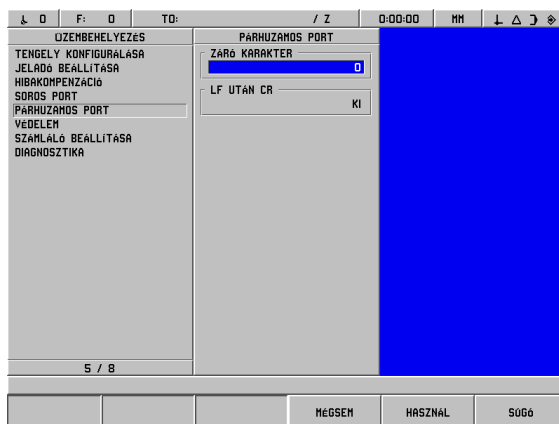 0 F: 0 T0: / Z 0:00:00 MM
ÜZEMBEHELYEZÉS
TENGELY KONFIGURÁLÁSA
JELADÓ BEÁLLÍTÁSA
HIBAKOMPENZÁCIÓ
SOROS PORT
PÁRHUZAMOS PORT
VÉDELEM
SZÁMLÁLÓ BEÁLLÍTÁSA
DIAGNOSZTIKA
5 / 8
PÁRHUZAMOS PORT
ZÁRÓ KARAKTER
0
LF UTÁN CR
KI
MÉGSEM HASZNÁL SÚGÓ